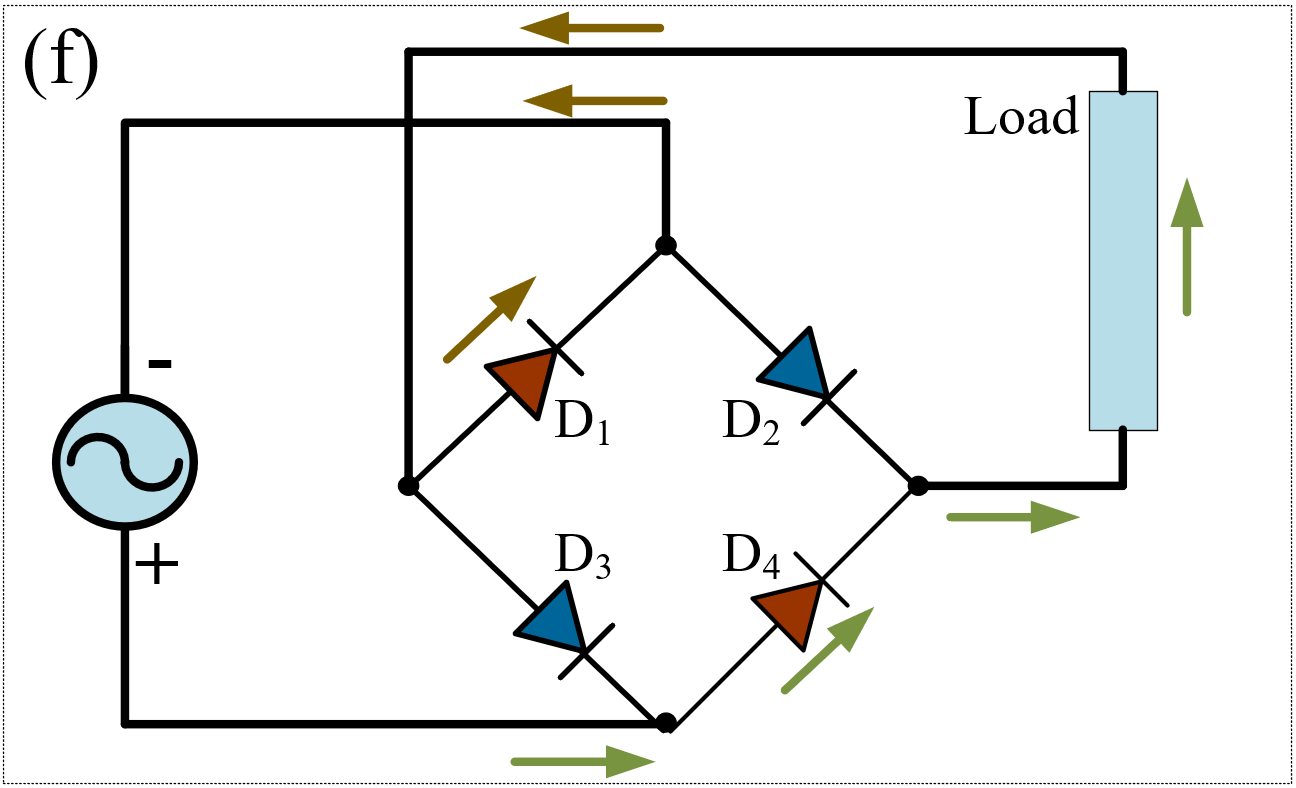 (f)
Load
-
D₁
D₂
+
D₃
D₄